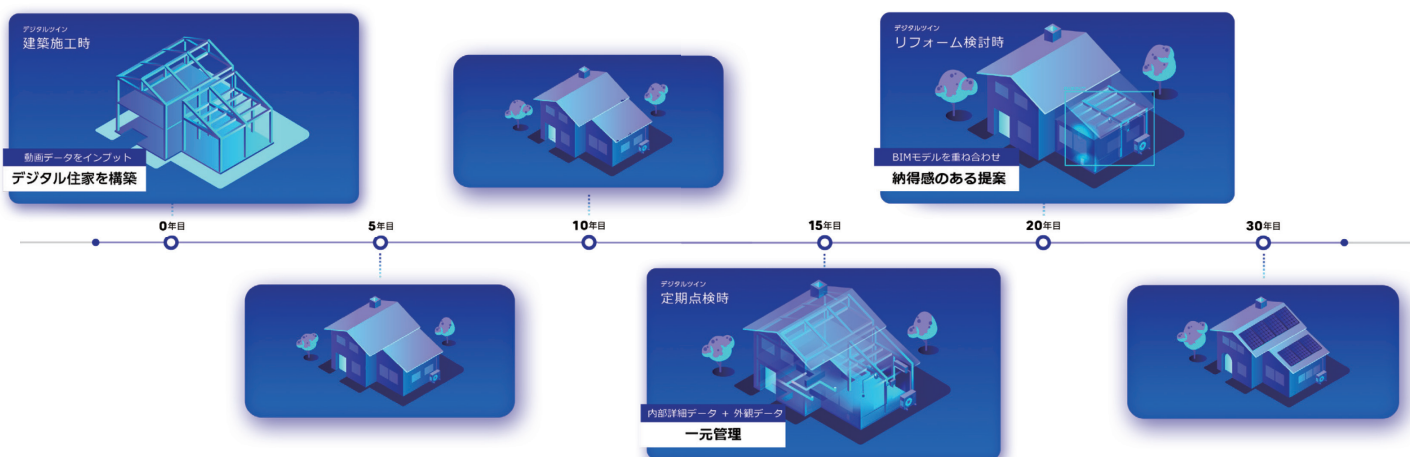 デジタルツイン
建築施工時
動画データをインプット
デジタル住家を構築
デジタルツイン
リフォーム検討時
BIMモデルを重ね合わせ
納得感のある提案
0年目
5年目
10年目
15年目
20年目
30年目
デジタルツイン
定期点検時
内部詳細データ + 外観データ
一元管理